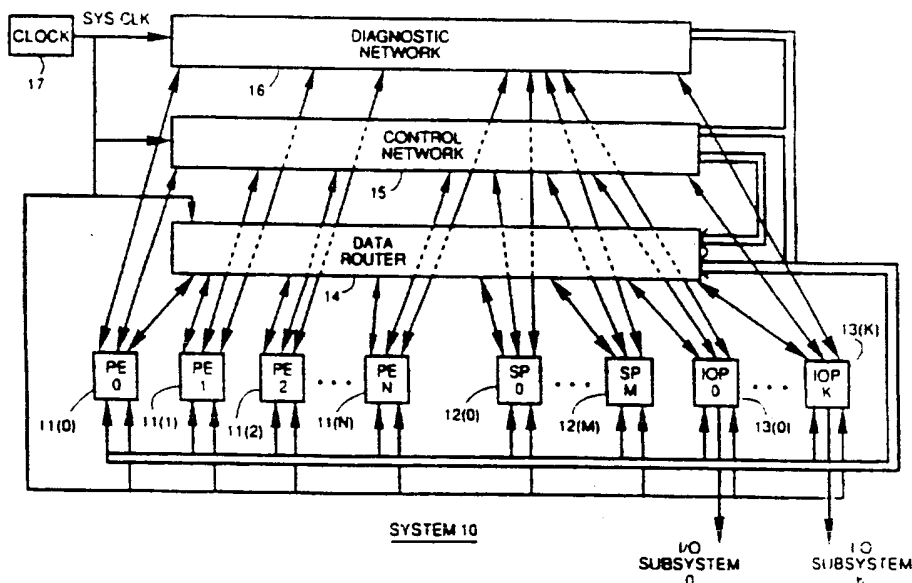 SYS CLK
CLOCK
17
DIAGNOSTIC
NETWORK
16
CONTROL
NETWORK
15
DATA
ROUTER
14
13(K)
PE
0
PE
1
PE
2
PE
N
SP
0
SP
M
IOP
0
IOP
K
11(0)
11(1)
11(2)
11(N)
12(0)
12(M)
13(0)
SYSTEM 10
I/O
SUBSYSTEM
0
I/O
SUBSYSTEM